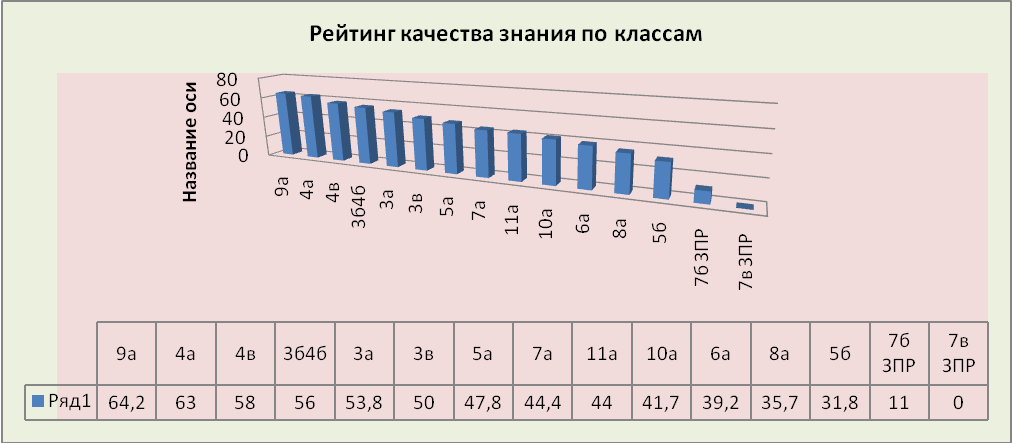 Рейтинг качества знания по классам
Название оси
80
60
40
20
0
9а 4а 4в 3б4б 3а 3в 5а 7а 11а 10а 6а 8а 5б 7б ЗПР 7в ЗПР
9а 4а 4в 3б4б 3а 3в 5а 7а 11а 10а 6а 8а 5б 7б ЗПР 7в ЗПР
Ряд1 64,2 63 58 56 53,8 50 47,8 44,4 44 41,7 39,2 35,7 31,8 11 0